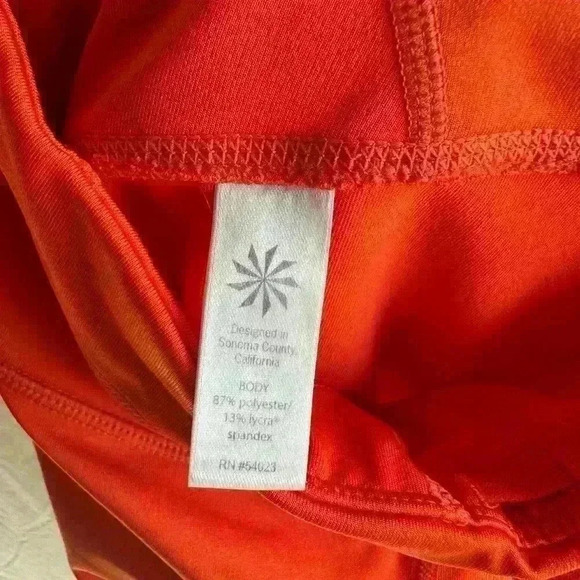 Designed in
Sonoma County,
California
BODY
87% polyester/
13% lycra®
spandex
RN #54023